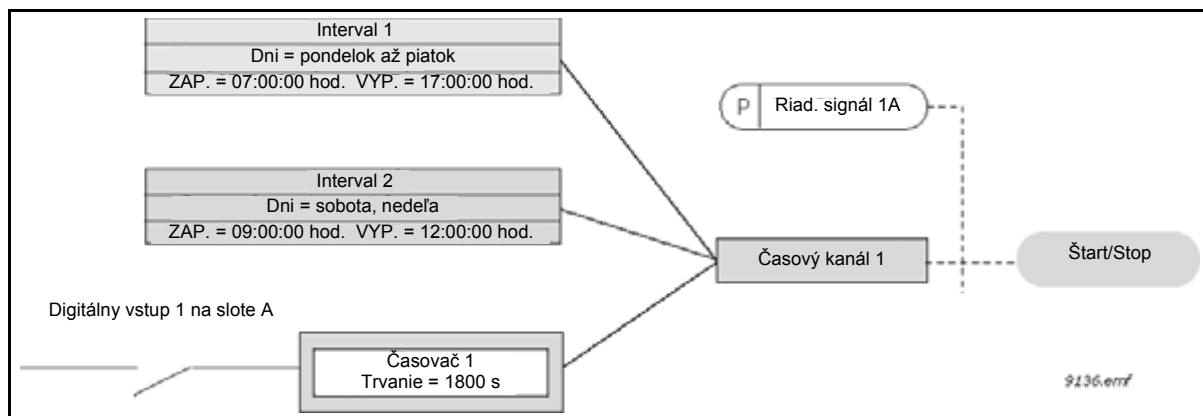 Interval 1
Dni = pondelok až piatok
ZAP. = 07:00:00 hod. VYP. = 17:00:00 hod.
P
Riad. signál 1A
Interval 2
Dni = sobota, nedeľa
ZAP. = 09:00:00 hod. VYP. = 12:00:00 hod.
Časový kanál 1
Štart/Stop
Digitálny vstup 1 na slote A
Časovač 1
Trvanie = 1800 s
9136.emf